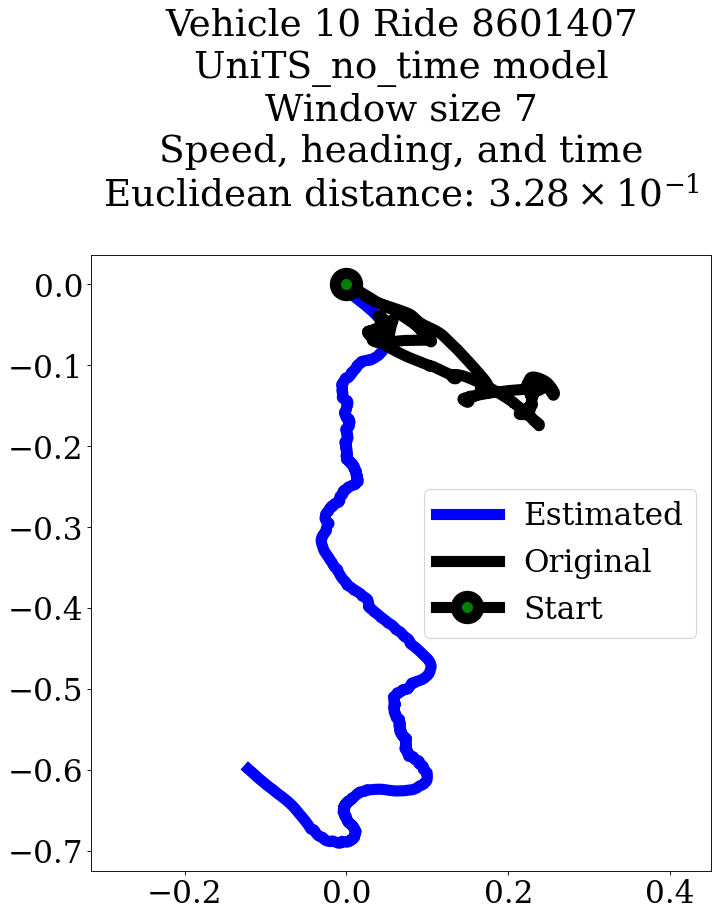 Vehicle 10 Ride 8601407
UniTS_no_time model
Window size 7
Speed, heading, and time
Euclidean distance: 3.28 × 10⁻¹
0.0
−0.1
−0.2
−0.3
−0.4
−0.5
−0.6
−0.7
Estimated
Original
Start
−0.2 0.0 0.2 0.4